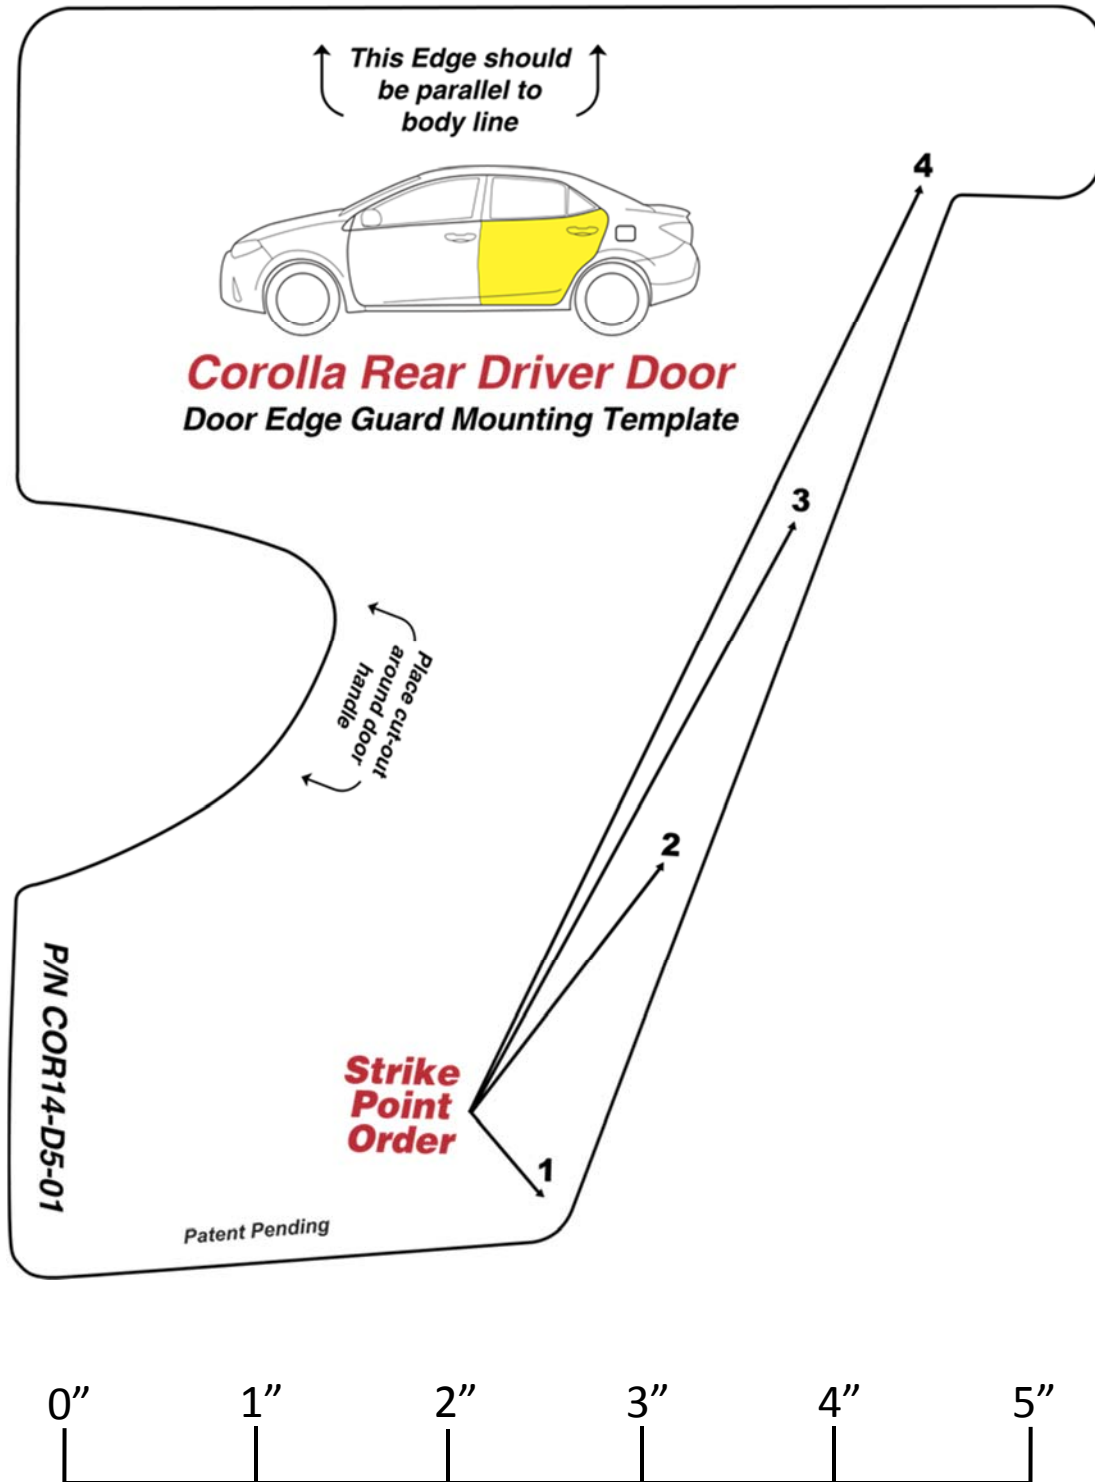 This Edge should
be parallel to
body line
4
Corolla Rear Driver Door
Door Edge Guard Mounting Template
3
Place cut-out
around door
handle
2
P/N COR14-D5-01
Strike
Point
Order
1
Patent Pending
0” 1” 2” 3” 4” 5”